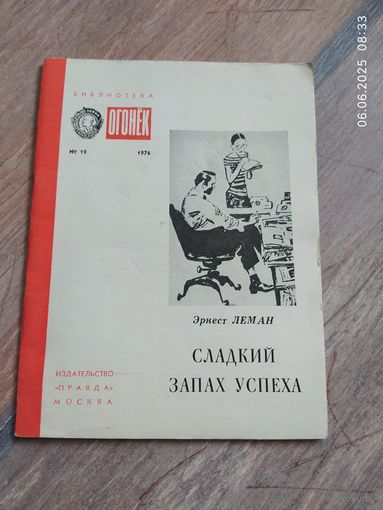 БИБЛИОТЕКА
ОГОНЁК
№ 19 1976
Эрнест ЛЕМАН
СЛАДКИЙ
ЗАПАХ УСПЕХА
ИЗДАТЕЛЬСТВО
«ПРАВДА»
МОСКВА
06.06.2025 08:33